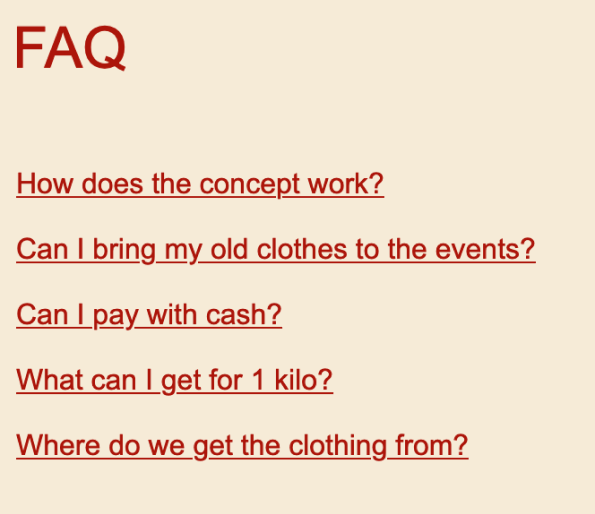 FAQ
How does the concept work?
Can I bring my old clothes to the events?
Can I pay with cash?
What can I get for 1 kilo?
Where do we get the clothing from?